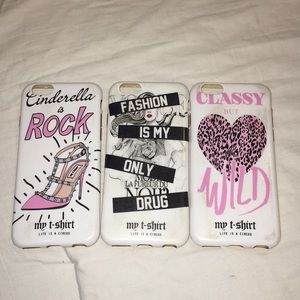 Cinderella
is
ROCK
my t-shirt
LIFE IS A CIRCUS
FASHION
IS MY
ONLY
DRUG
my t-shirt
LIFE IS A CIRCUS
CLASSY
BUT
WILD
my t-shirt
LIFE IS A CIRCUS